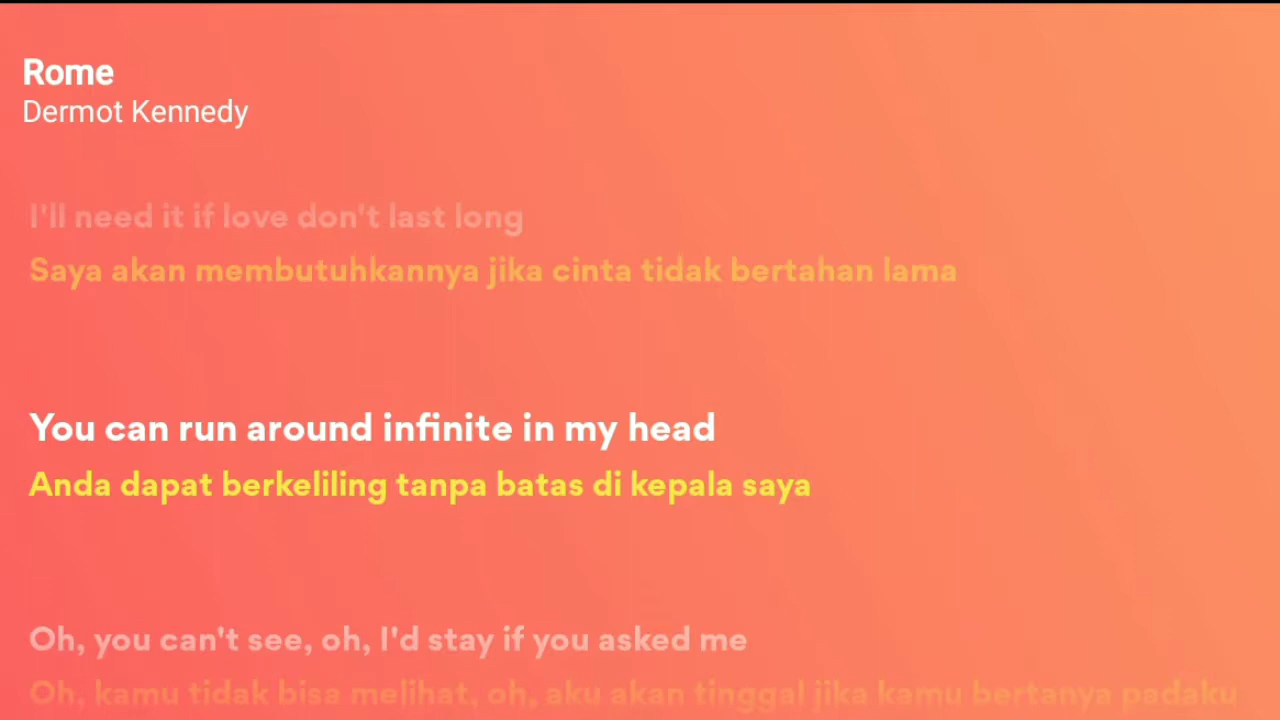 Rome
Dermot Kennedy
I'll need it if love don't last long
Saya akan membutuhkannya jika cinta tidak bertahan lama
You can run around infinite in my head
Anda dapat berkeliling tanpa batas di kepala saya
Oh, you can't see, oh, I'd stay if you asked me
Oh, kamu tidak bisa melihat, oh, aku akan tinggal jika kamu bertanya padaku